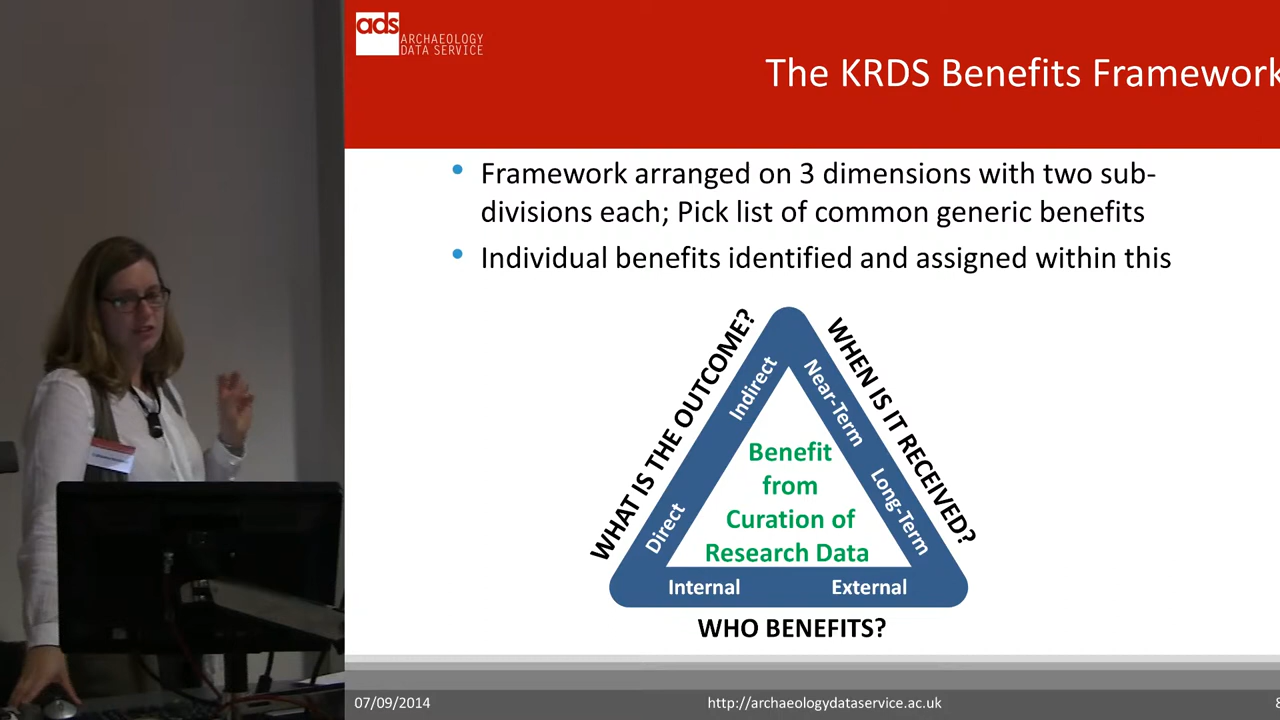 ads
ARCHAEOLOGY
DATA SERVICE
The KRDS Benefits Framework
• Framework arranged on 3 dimensions with two sub-
divisions each; Pick list of common generic benefits
• Individual benefits identified and assigned within this
WHAT IS THE OUTCOME?
Direct
Indirect
WHEN IS IT RECEIVED?
Near-Term
Long-Term
Benefit
from
Curation of
Research Data
Internal External
WHO BENEFITS?
07/09/2014 http://archaeologydataservice.ac.uk